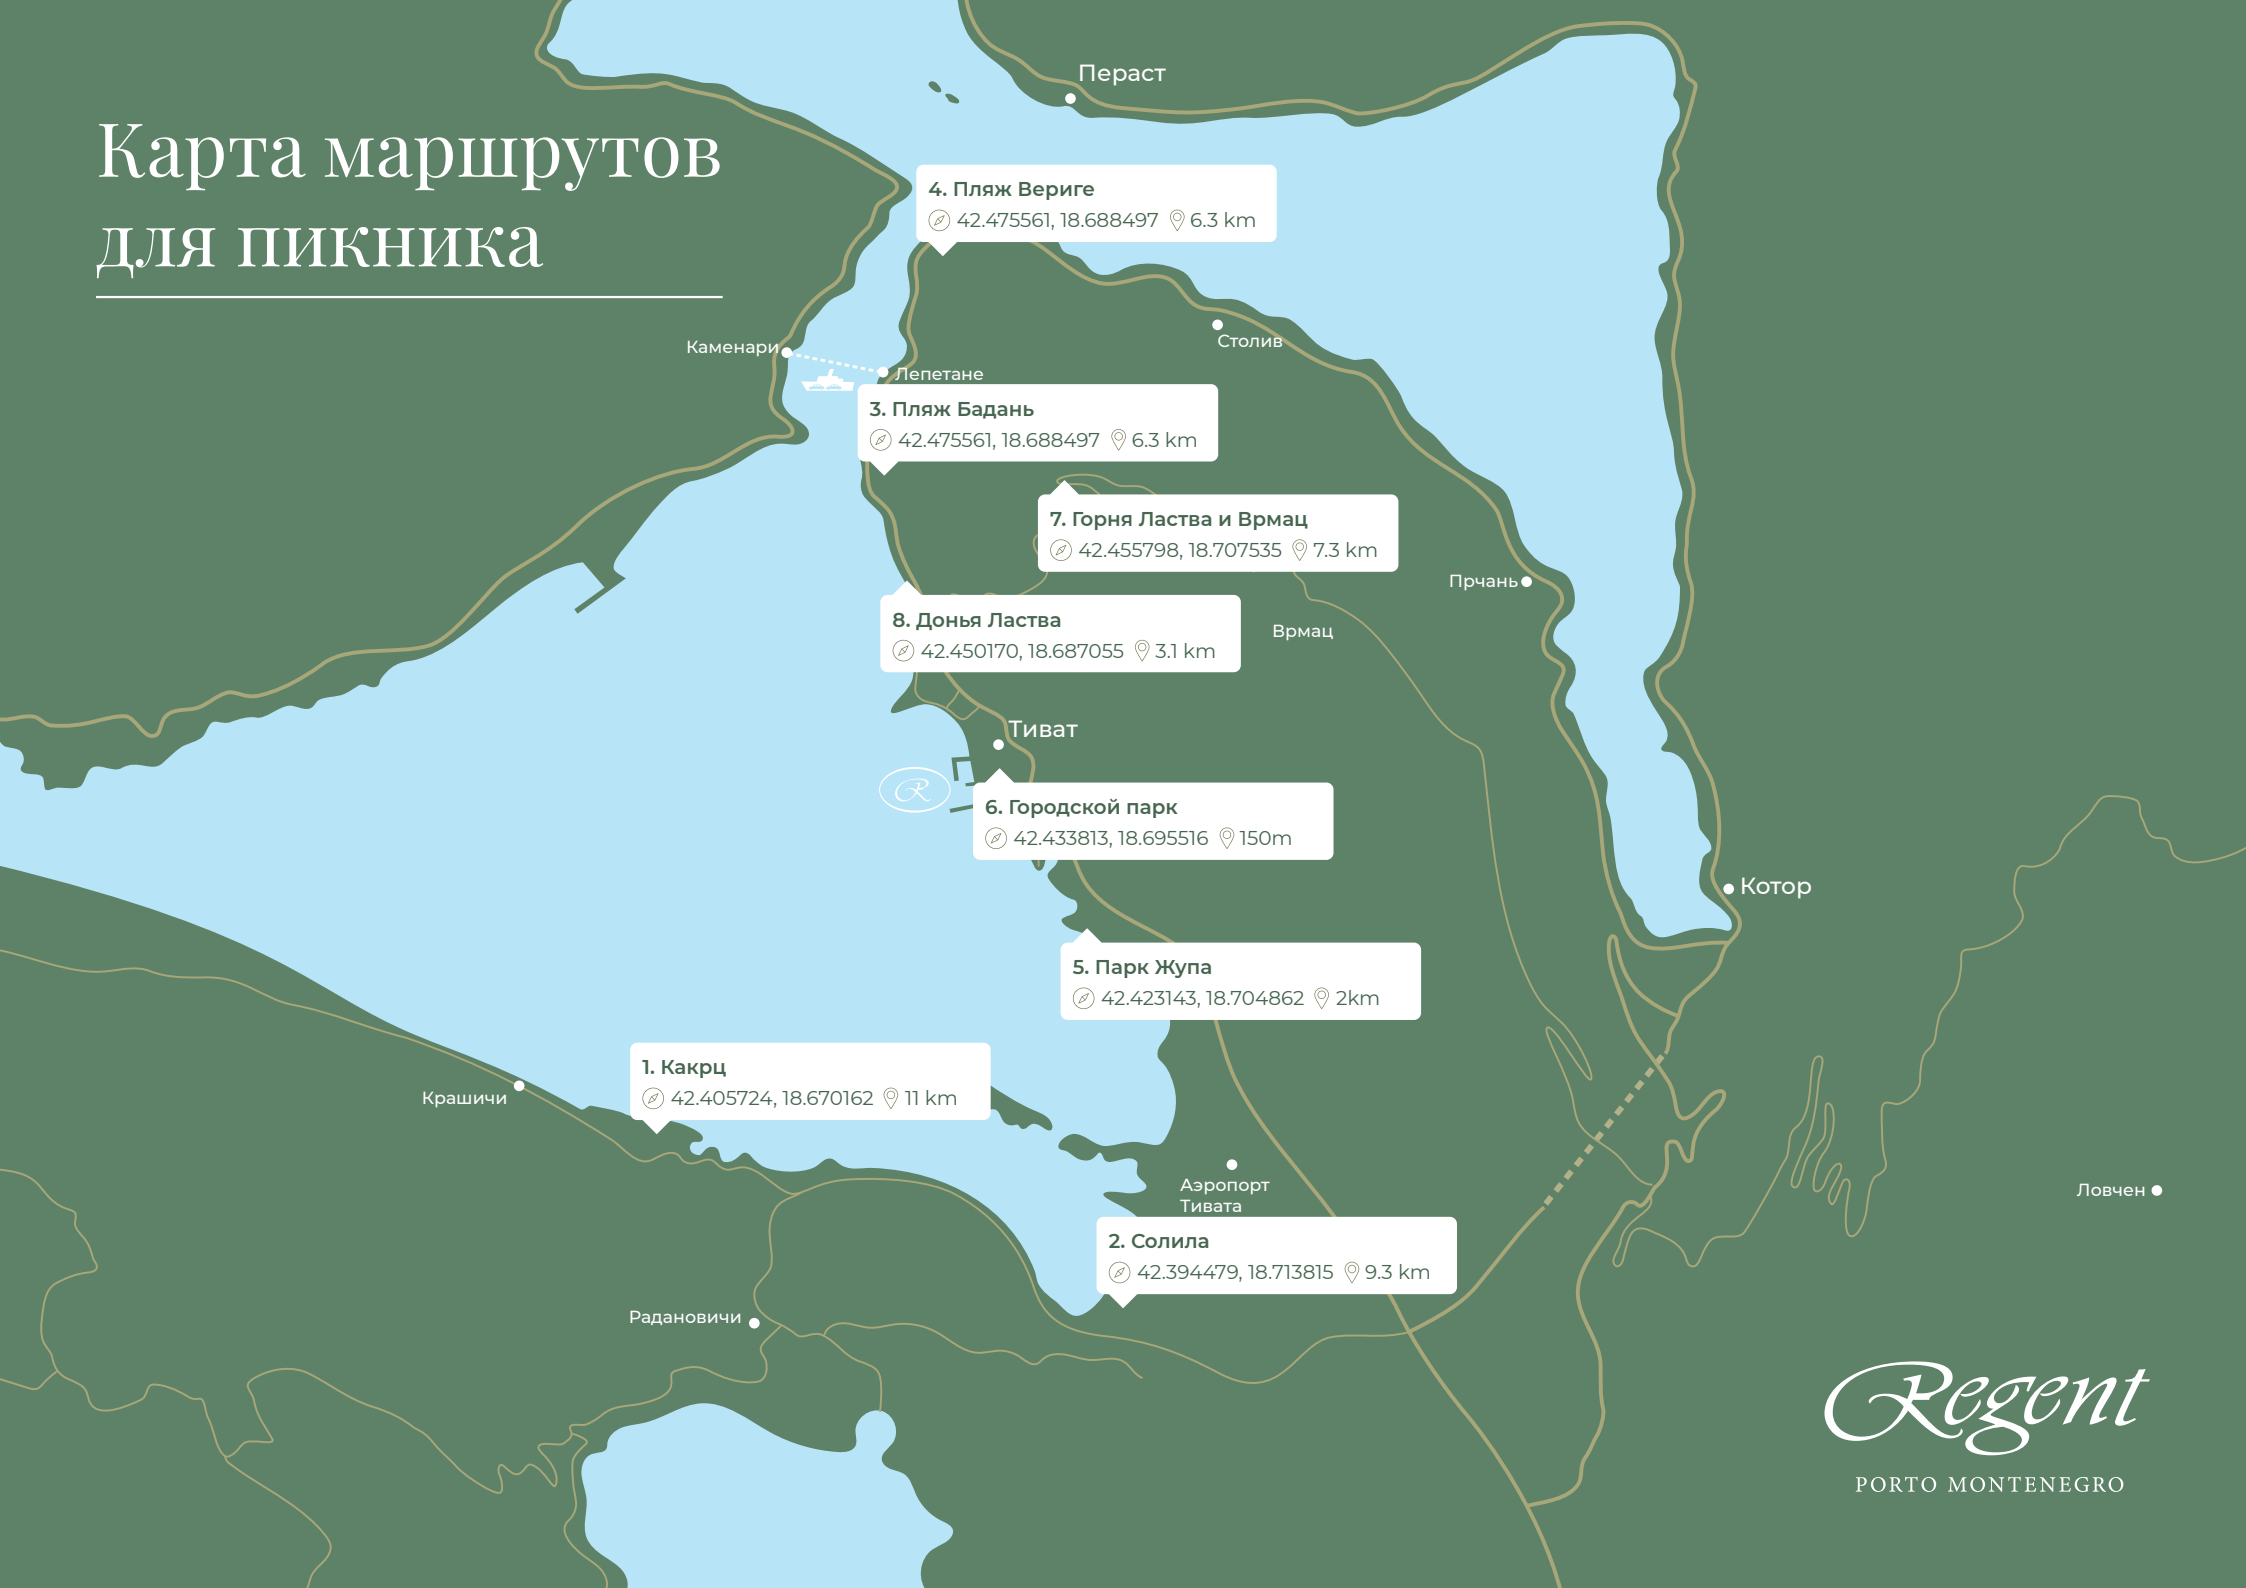 Карта маршрутов
для пикника
Пераст
4. Пляж Вериге
42.475561, 18.688497 6.3 km
Каменари
Столив
Лепетане
3. Пляж Бадань
42.475561, 18.688497 6.3 km
7. Горня Ластва и Врмац
42.455798, 18.707535 7.3 km
Прчань
8. Донья Ластва
42.450170, 18.687055 3.1 km
Врмац
Тиват
R
6. Городской парк
42.433813, 18.695516 150m
Котор
5. Парк Жупа
42.423143, 18.704862 2km
1. Какрц
42.405724, 18.670162 11 km
Крашичи
Аэропорт
Тивата
Ловчен
2. Солила
42.394479, 18.713815 9.3 km
Радановичи
Regent
PORTO MONTENEGRO